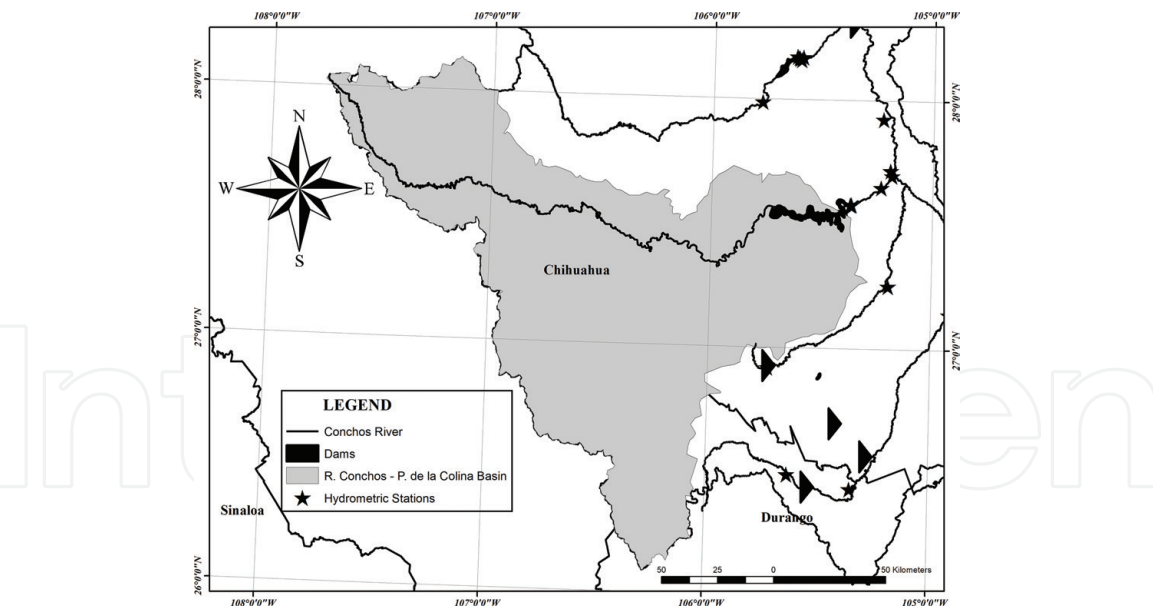 108°0'0"W 107°0'0"W 106°0'0"W 105°0'0"W
28°0'0"N
28°0'0"N
N
W E
S
Chihuahua
27°0'0"N
27°0'0"N
LEGEND
Conchos River
Dams
R. Conchos - P. de la Colina Basin
Hydrometric Stations
Sinaloa
Durango
50 25 0 50 Kilometers
26°0'0"N
108°0'0"W 107°0'0"W 106°0'0"W 105°0'0"W